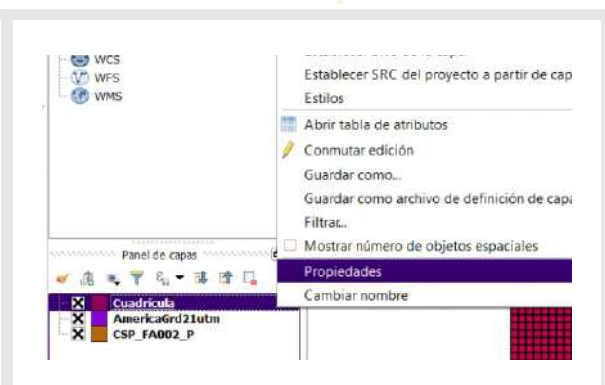 WCS
WFS
WMS
Establecer SRC del proyecto a partir de cap
Estilos
Abrir tabla de atributos
Conmutar edición
Guardar como...
Guardar como archivo de definición de capa
Filtrar...
Mostrar número de objetos espaciales
Propiedades
Cambiar nombre
Panel de capas
Cuadrícula
AmericaGrd21utm
CSP_FA002_P